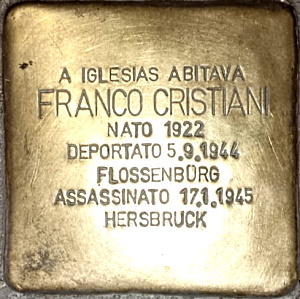 A IGLESIAS ABITAVA
FRANCO CRISTIANI
NATO 1922
DEPORTATO 5.9.1944
FLOSSENBÜRG
ASSASSINATO 17.1.1945
HERSBRUCK